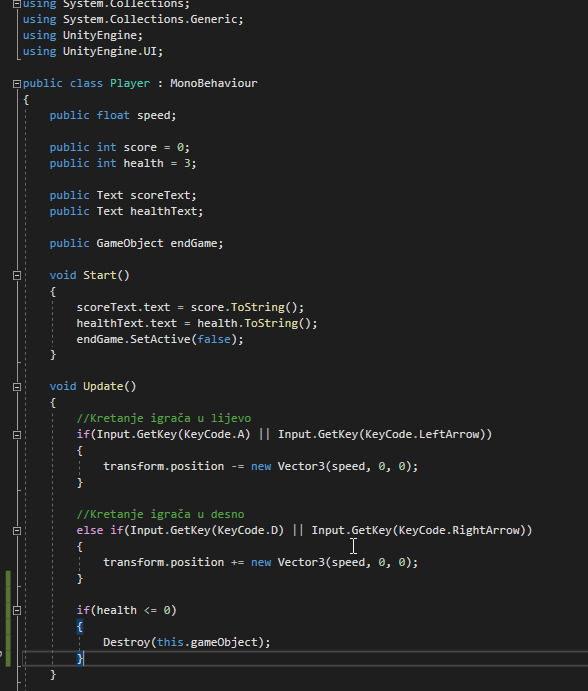 using System.Collections;
using System.Collections.Generic;
using UnityEngine;
using UnityEngine.UI;
public class Player : MonoBehaviour
{
public float speed;
public int score = 0;
public int health = 3;
public Text scoreText;
public Text healthText;
public GameObject endGame;
void Start()
{
scoreText.text = score.ToString();
healthText.text = health.ToString();
endGame.SetActive(false);
}
void Update()
{
//Kretanje igrača u lijevo
if(Input.GetKey(KeyCode.A) || Input.GetKey(KeyCode.LeftArrow))
{
transform.position -= new Vector3(speed, 0, 0);
}
//Kretanje igrača u desno
else if(Input.GetKey(KeyCode.D) || Input.GetKey(KeyCode.RightArrow))
{
transform.position += new Vector3(speed, 0, 0);
}
if(health <= 0)
{
Destroy(this.gameObject);
}
}